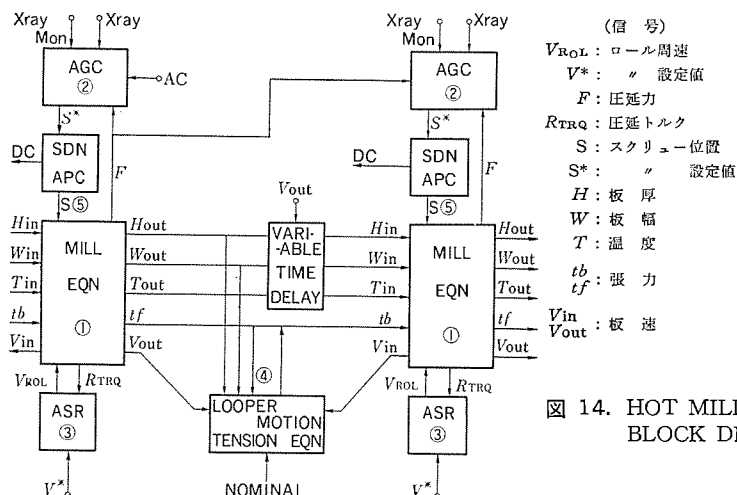 Xray Xray
Mon
AGC
②
AC
S*
SDN
APC
DC
F
S⑤
Hin
Win
Tin
tb
Vin
MILL
EQN
①
Hout
Wout
Tout
tf
Vout
VROL
RTRQ
ASR
③
V*
Vout
VARI-
ABLE
TIME
DELAY
④
LOOPER
MOTION
TENSION EQN
NOMINAL
Xray Xray
Mon
AGC
②
S*
SDN
APC
DC
F
S⑤
Hin
Win
Tin
tb
Vin
MILL
EQN
①
Hout
Wout
Tout
tf
Vout
VROL
RTRQ
ASR
③
V*
(信 号)
VROL : ロール周速
V* : 〃 設定値
F : 圧延力
RTRQ : 圧延トルク
S : スクリュー位置
S* : 〃 設定値
H : 板厚
W : 板幅
T : 温度
tb
tf : 張力
Vin
Vout : 板速
図 14. HOT MILL
BLOCK